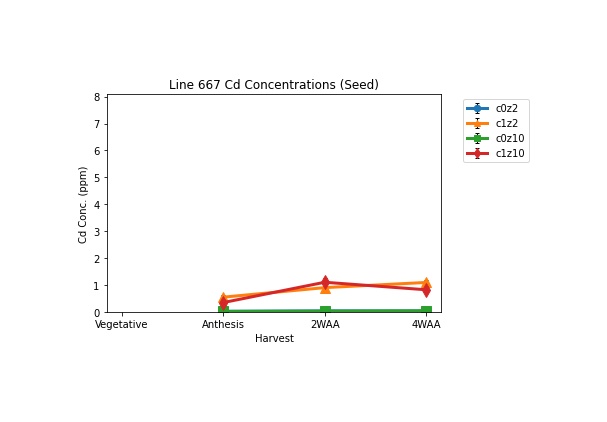 Line 667 Cd Concentrations (Seed)
8
7
6
5
4
3
2
1
0
Cd Conc. (ppm)
Vegetative Anthesis 2WAA 4WAA
Harvest
c0z2
c1z2
c0z10
c1z10